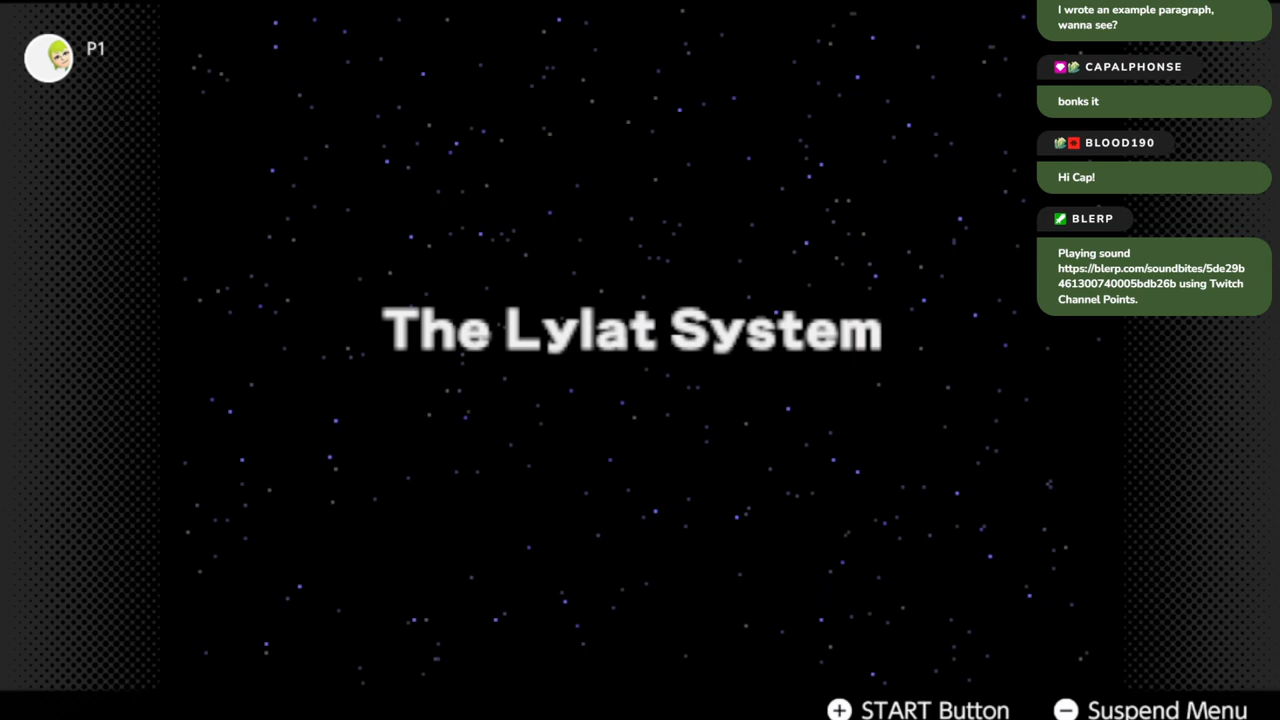 P1
The Lylat System
I wrote an example paragraph,
wanna see?
CAPALPHONSE
bonks it
BLOOD190
Hi Cap!
BLERP
Playing sound
https://blerp.com/soundbites/5de29b
461300740005bdb26b using Twitch
Channel Points.
START Button
Suspend Menu